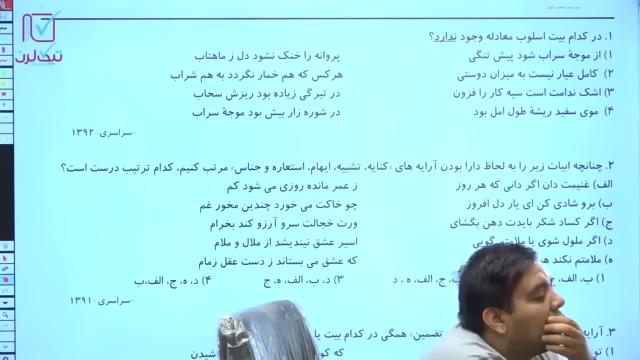 تیک‌لرن
۱. در کدام بیت اسلوب معادله وجود ندارد؟
۱) از موجهٔ سراب شود پیش تنگی پروانه را خنک نشود دل ز ماهتاب
۲) کامل عیار نیست به میزان دوستی هرکس که هم خمار نگردد به هم شراب
۳) اشک ندامت است سیه کار را فزون در تیرگی زیاده بود ریزش سحاب
۴) موی سفید ریشهٔ طول امل بود در شوره زار بیش بود موجهٔ سراب
-سراسری -۱۳۹۲
۲. چنانچه ابیات زیر را به لحاظ دارا بودن آرایه های «کنایه، تشبیه، ایهام، استعاره و جناس» مرتب کنیم، کدام ترتیب درست است؟
الف) غنیمت دان اگر دانی که هر روز ز عمر مانده روزی می شود کم
ب) برو شادی کن ای یار دل افروز چو خاکت می خورد چندین مخور غم
ج) اگر کساد شکر بایدت دهن بگشای ورت خجالت سرو آرزو کند بخرام
د) اگر ملول شوی یا ملامتم گویی اسیر عشق نیندیشد از ملال و ملام
ه) ملامتم نکند که عشق می بستاند ز دست عقل زمام
۱) ب، الف، ج، الف، ه، د ۳) د، ب، الف، ه، ج ۴) د، ه، ج، الف، ب
-سراسری -۱۳۹۱
۳. آرایه تضمین» همگی در کدام بیت
۱) که